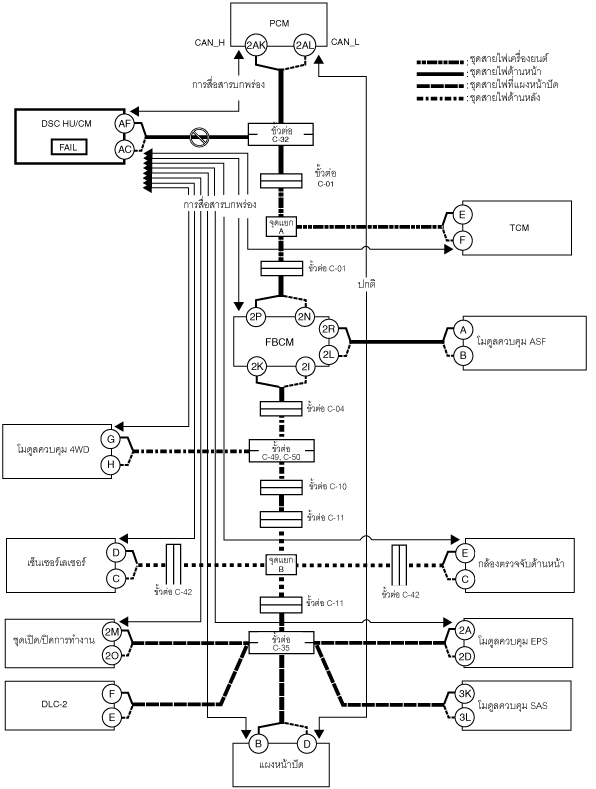 PCM
CAN_H
2AK
2AL
CAN_L
: ชุดสายไฟเครื่องยนต์
: ชุดสายไฟด้านหน้า
: ชุดสายไฟที่แผงหน้าปัด
: ชุดสายไฟด้านหลัง
การสื่อสารบกพร่อง
DSC HU/CM
FAIL
AF
AC
ขั้วต่อ
C-32
ขั้วต่อ
C-01
การสื่อสารบกพร่อง
จุดแยก
A
E
F
TCM
ขั้วต่อ C-01
ปกติ
2P
2N
FBCM
2R
2L
2K
2I
A
B
โมดูลควบคุม ASF
ขั้วต่อ C-04
โมดูลควบคุม 4WD
G
H
ขั้วต่อ
C-49, C-50
ขั้วต่อ C-10
ขั้วต่อ C-11
เซ็นเซอร์เลเซอร์
D
C
ขั้วต่อ C-42
จุดแยก
B
ขั้วต่อ C-42
E
C
กล้องตรวจจับด้านหน้า
ขั้วต่อ C-11
ชุดเปิด/ปิดการทำงาน
2M
2O
ขั้วต่อ
C-35
2A
2D
โมดูลควบคุม EPS
DLC-2
F
E
3K
3L
โมดูลควบคุม SAS
B
D
แผงหน้าปัด